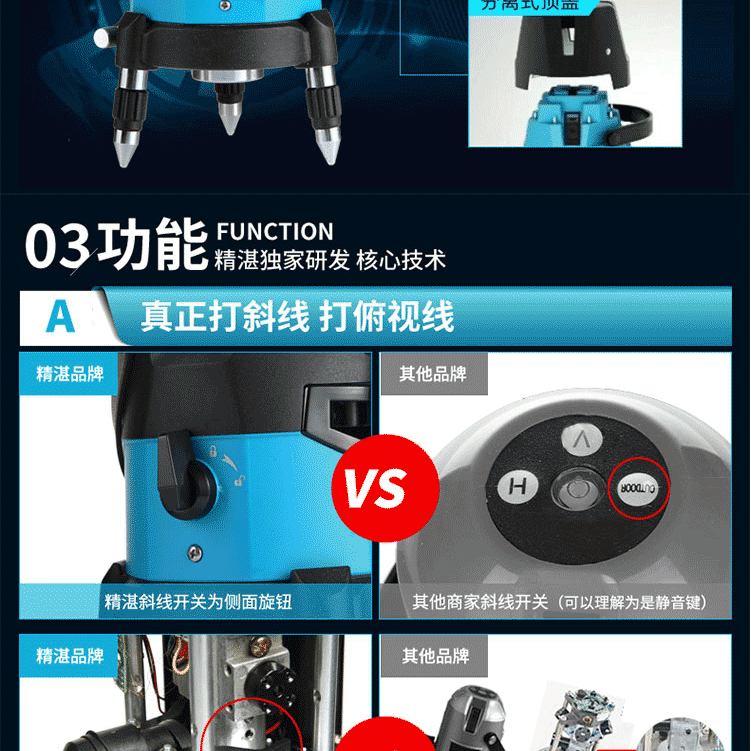 分离式顶盖
03功能 FUNCTION
精湛独家研发 核心技术
A 真正打斜线 打俯视线
精湛品牌
其他品牌
V
H
OUTDOOR
VS
精湛斜线开关为侧面旋钮
其他商家斜线开关（可以理解为是静音键）
精湛品牌
其他品牌